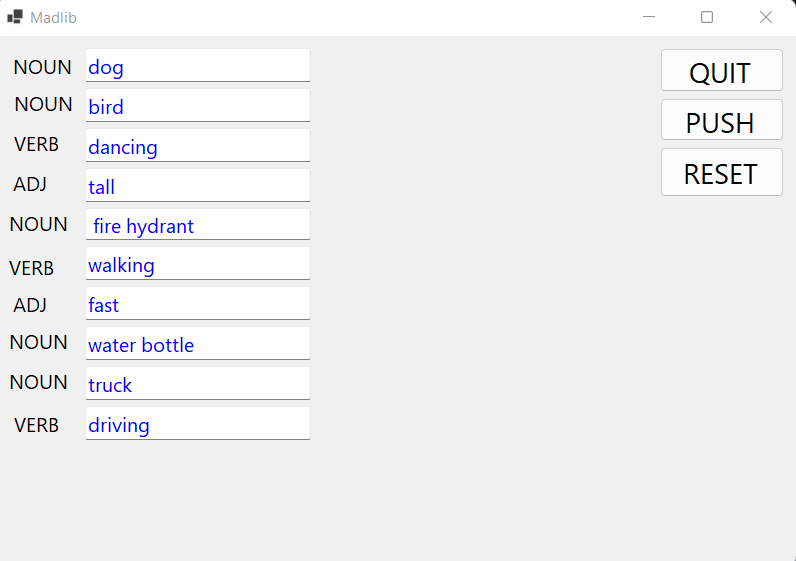 Madlib
NOUN dog
NOUN bird
VERB dancing
ADJ tall
NOUN fire hydrant
VERB walking
ADJ fast
NOUN water bottle
NOUN truck
VERB driving
QUIT
PUSH
RESET